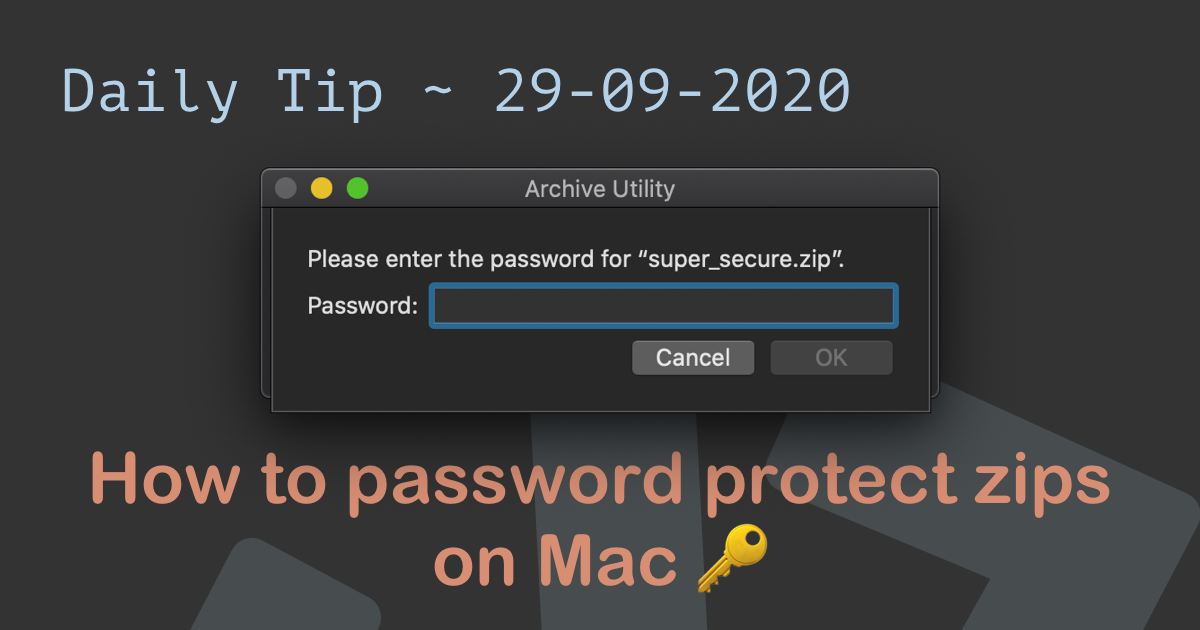 Daily Tip ~ 29-09-2020
Archive Utility
Please enter the password for “super_secure.zip”.
Password:
Cancel OK
How to password protect zips
on Mac 🔑